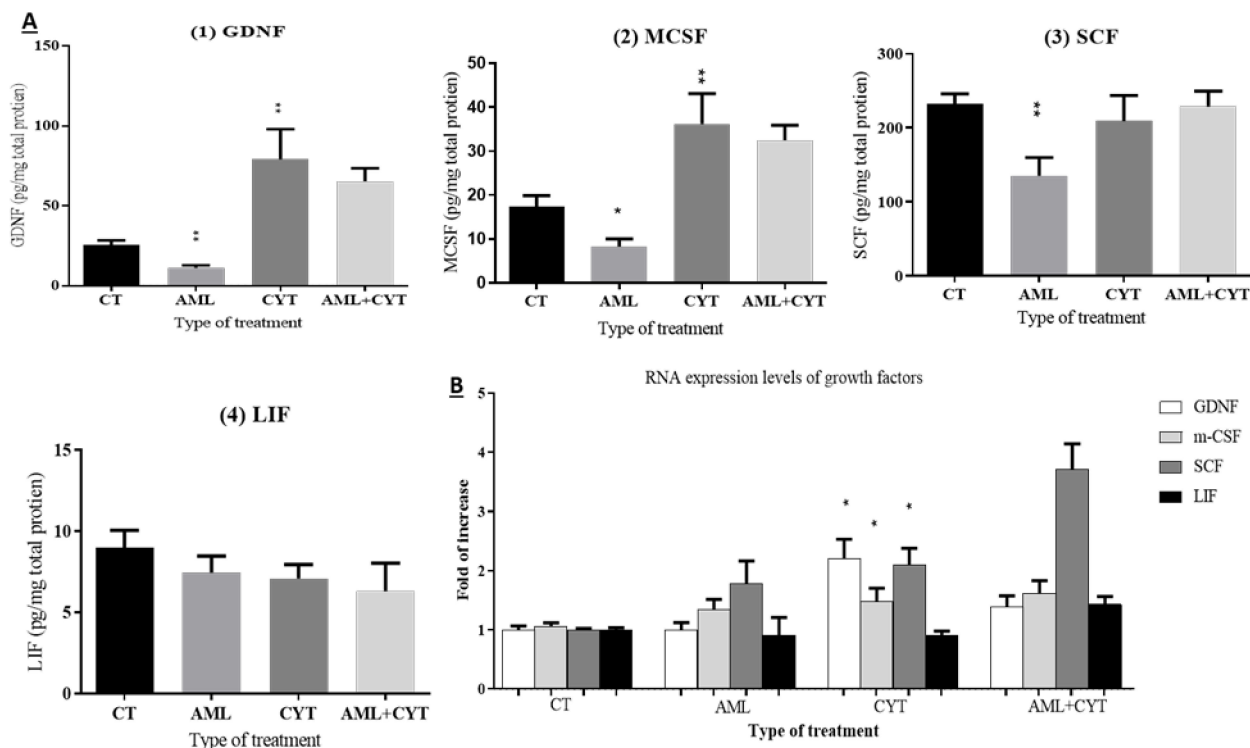 A
(1) GDNF
GDNF (pg/mg total protien)
150
100
50
0
**
**
CT AML CYT AML+CYT
Type of treatment
(2) MCSF
MCSF (pg/mg total protien)
50
40
30
20
10
0
*
**
CT AML CYT AML+CYT
Type of treatment
(3) SCF
SCF (pg/mg total protien)
300
200
100
0
**
CT AML CYT AML+CYT
Type of treatment
(4) LIF
LIF (pg/mg total protien)
15
10
5
0
CT AML CYT AML+CYT
Type of treatment
B
RNA expression levels of growth factors
Fold of increase
5
4
3
2
1
0
* * *
CT AML CYT AML+CYT
Type of treatment
GDNF
m-CSF
SCF
LIF